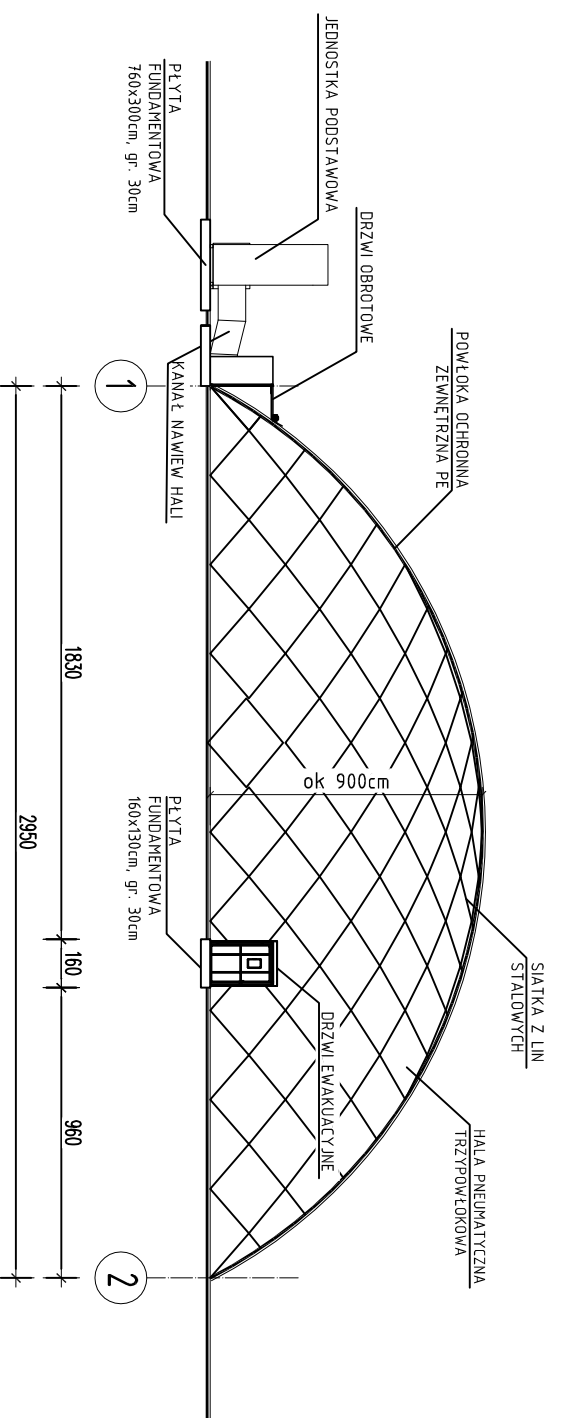 JEDNOSTKA PODSTAWOWA
PŁYTA
FUNDAMENTOWA
760x300cm, gr. 30cm
DRZWI OBROTOWE
KANAŁ NAWIEW HALI
POWŁOKA OCHRONNA
ZEWNĘTRZNA PE
ok 900cm
SIATKA Z LIN
STALOWYCH
HALA PNEUMATYCZNA
TRZYPOWŁOKOWA
DRZWI EWAKUACYJNE
PŁYTA
FUNDAMENTOWA
160x130cm, gr. 30cm
1
2
1830
160
960
2950